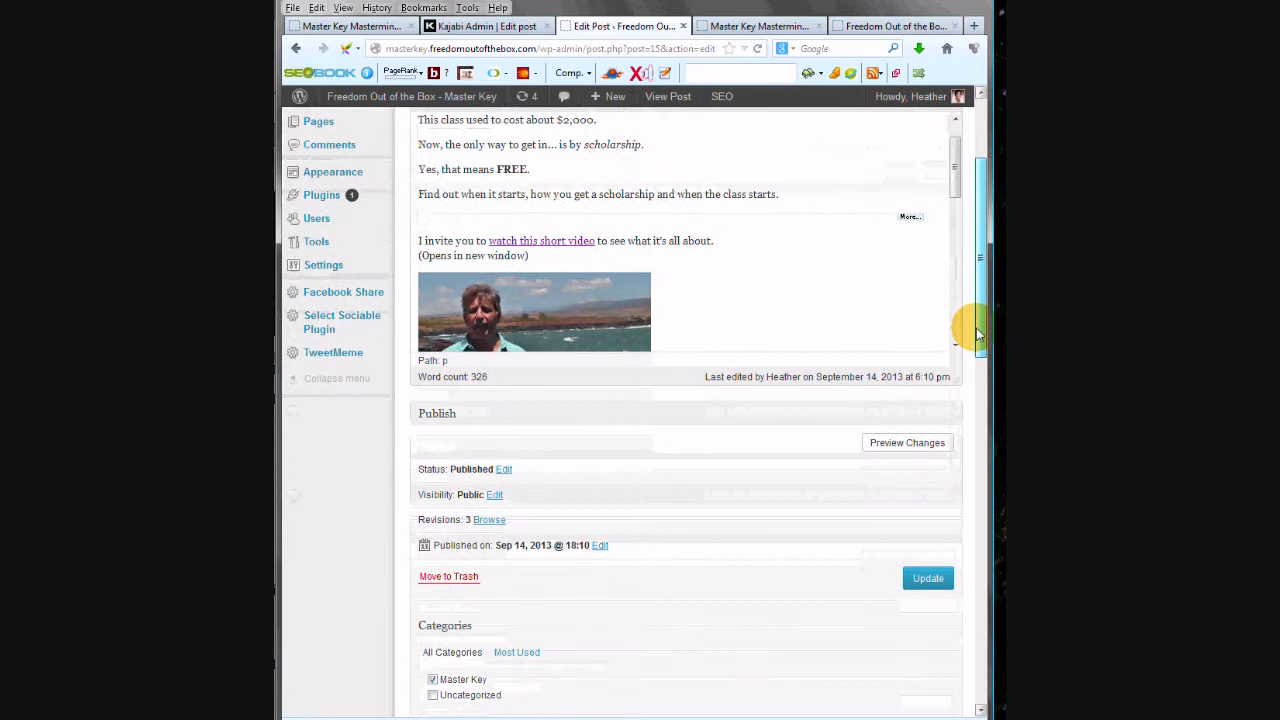 File Edit View History Bookmarks Tools Help
Master Key Mastermin...
Kajabi Admin | Edit post
Edit Post ‹ Freedom Ou...
Master Key Mastermin...
Freedom Out of the Bo...
masterkey.freedomoutofthebox.com/wp-admin/post.php?post=15&action=edit
Google
SEOBOOK PageRank b ? Comp.
Freedom Out of the Box - Master Key 4 New View Post SEO Howdy, Heather
Pages
Comments
Appearance
Plugins 1
Users
Tools
Settings
Facebook Share
Select Sociable
Plugin
TweetMeme
Collapse menu
This class used to cost about $2,000.
Now, the only way to get in... is by scholarship.
Yes, that means FREE.
Find out when it starts, how you get a scholarship and when the class starts.
More...
I invite you to watch this short video to see what it's all about.
(Opens in new window)
Path: p
Word count: 326 Last edited by Heather on September 14, 2013 at 6:10 pm
Publish
Preview Changes
Status: Published Edit
Visibility: Public Edit
Revisions: 3 Browse
Published on: Sep 14, 2013 @ 18:10 Edit
Move to Trash Update
Categories
All Categories Most Used
Master Key
Uncategorized